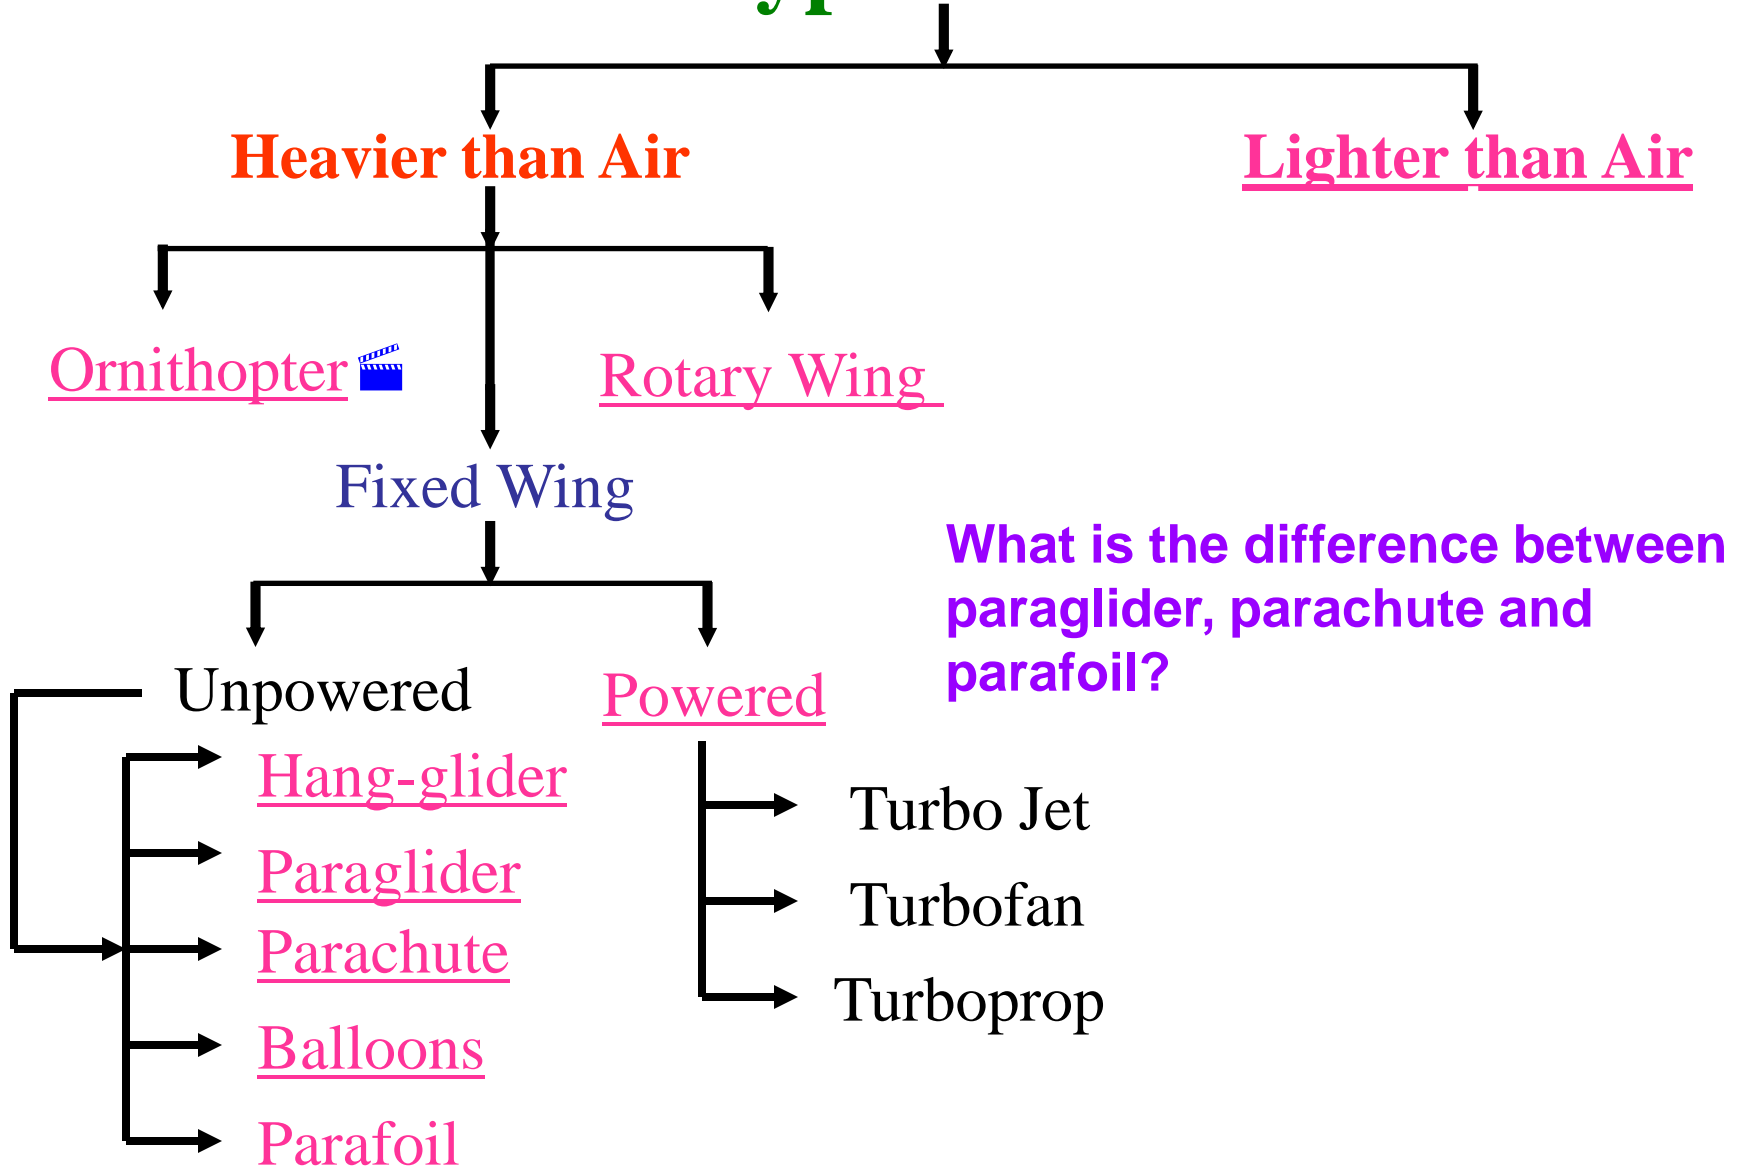 Heavier than Air
Lighter than Air
Ornithopter
Rotary Wing
Fixed Wing
What is the difference between
paraglider, parachute and
parafoil?
Unpowered
Powered
Hang-glider
Paraglider
Parachute
Balloons
Parafoil
Turbo Jet
Turbofan
Turboprop